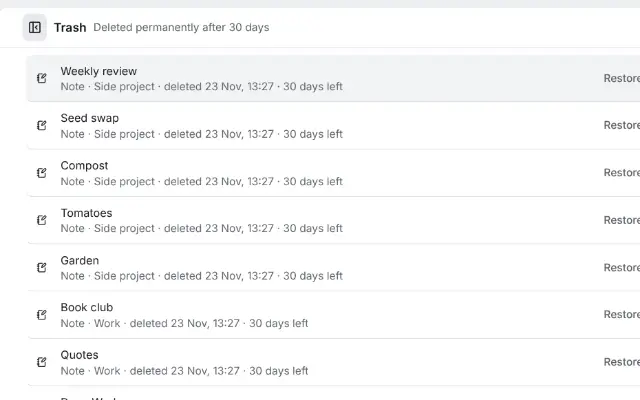 Trash Deleted permanently after 30 days
Weekly review
Note · Side project · deleted 23 Nov, 13:27 · 30 days left
Restore
Seed swap
Note · Side project · deleted 23 Nov, 13:27 · 30 days left
Restore
Compost
Note · Side project · deleted 23 Nov, 13:27 · 30 days left
Restore
Tomatoes
Note · Side project · deleted 23 Nov, 13:27 · 30 days left
Restore
Garden
Note · Side project · deleted 23 Nov, 13:27 · 30 days left
Restore
Book club
Note · Work · deleted 23 Nov, 13:27 · 30 days left
Restore
Quotes
Note · Work · deleted 23 Nov, 13:27 · 30 days left
Restore